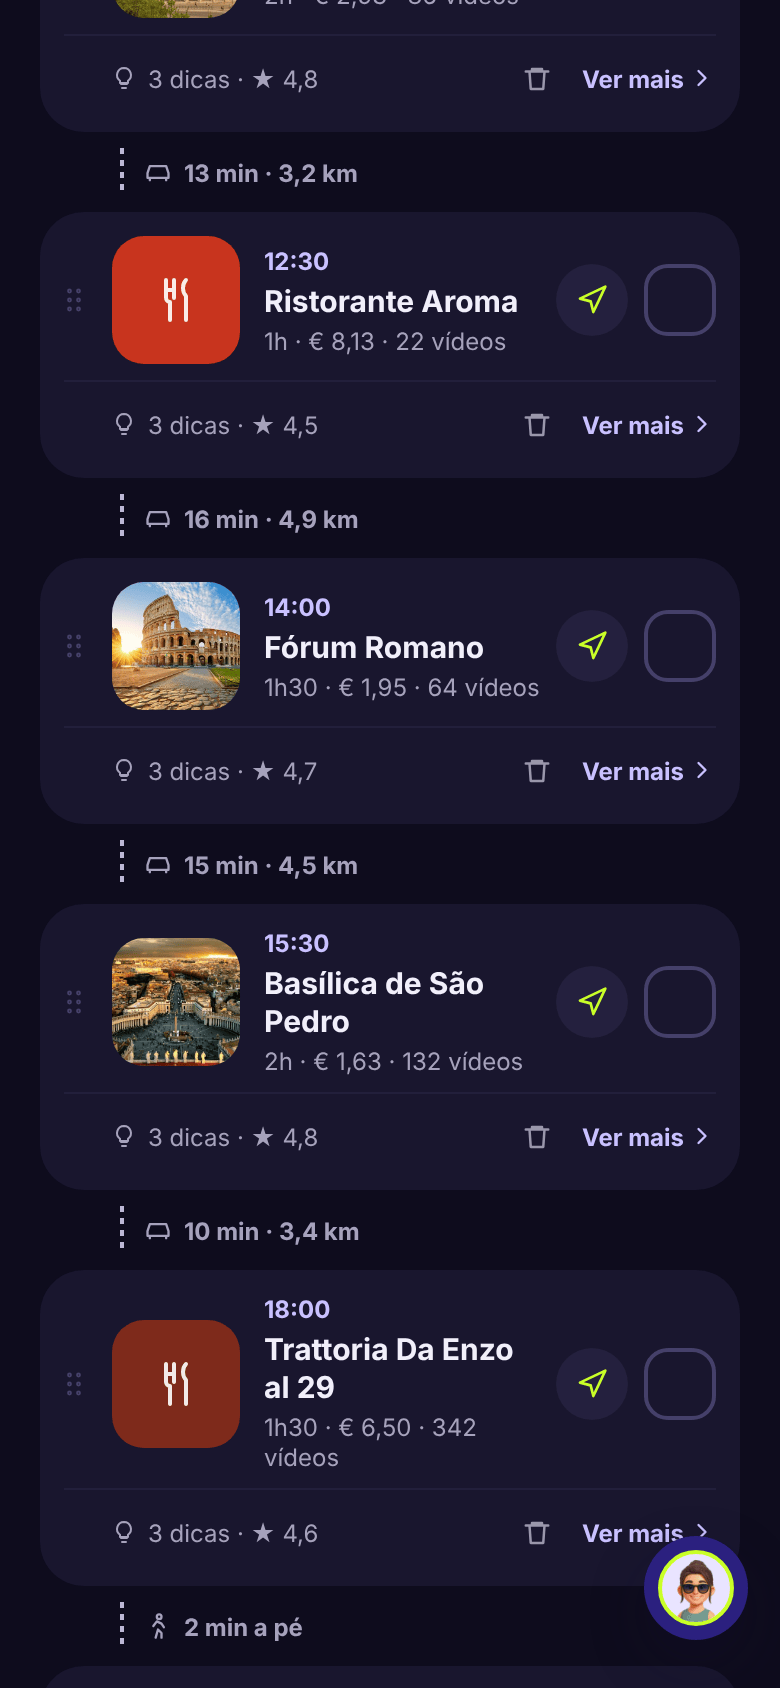 3 dicas · ★ 4,8
Ver mais
13 min · 3,2 km
12:30
Ristorante Aroma
1h · € 8,13 · 22 vídeos
3 dicas · ★ 4,5
Ver mais
16 min · 4,9 km
14:00
Fórum Romano
1h30 · € 1,95 · 64 vídeos
3 dicas · ★ 4,7
Ver mais
15 min · 4,5 km
15:30
Basílica de São
Pedro
2h · € 1,63 · 132 vídeos
3 dicas · ★ 4,8
Ver mais
10 min · 3,4 km
18:00
Trattoria Da Enzo
al 29
1h30 · € 6,50 · 342
vídeos
3 dicas · ★ 4,6
Ver mais
2 min a pé